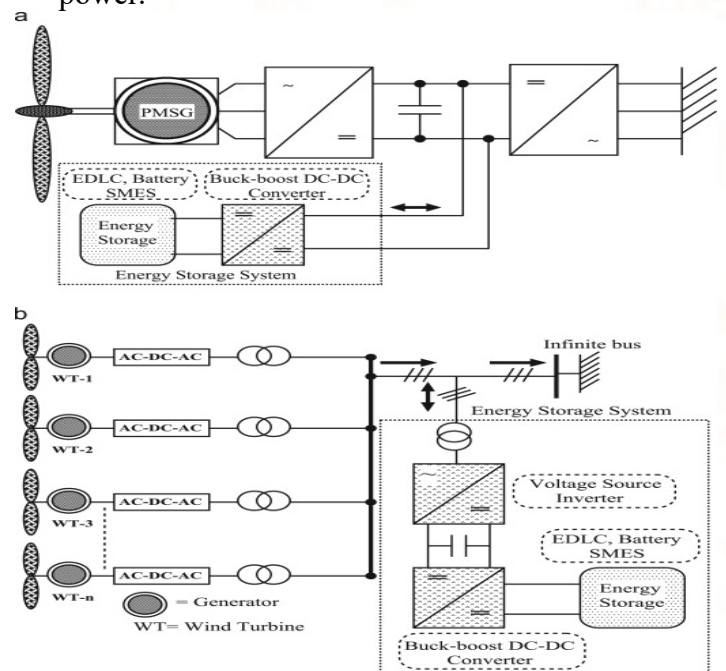 power.
a
~
PMSG
=
=
~
EDLC, Battery
SMES
Buck-boost DC-DC
Converter
Energy
Storage
=
=
Energy Storage System
b
WT-1
AC-DC-AC
WT-2
AC-DC-AC
WT-3
AC-DC-AC
WT-n
AC-DC-AC
= Generator
WT= Wind Turbine
Infinite bus
Energy Storage System
~
=
Voltage Source
Inverter
EDLC, Battery
SMES
=
=
Energy
Storage
Buck-boost DC-DC
Converter